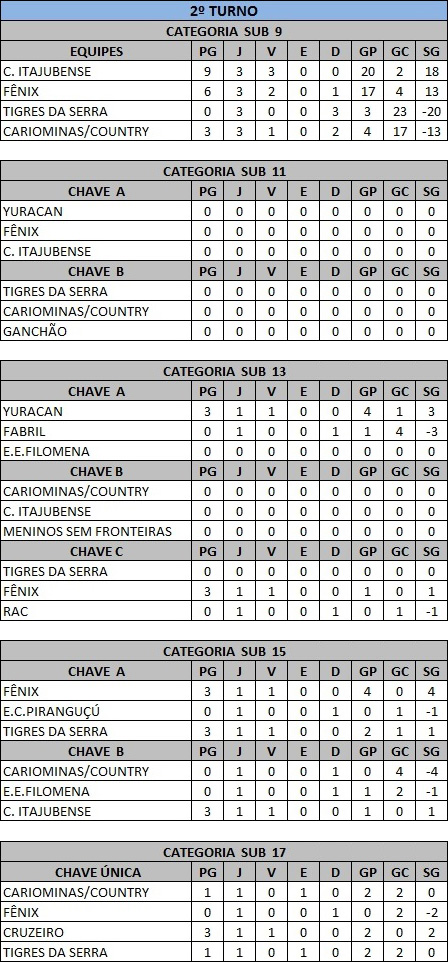 2º TURNO
CATEGORIA SUB 9
EQUIPES PG J V E D GP GC SG
C. ITAJUBENSE 9 3 3 0 0 20 2 18
FÊNIX 6 3 2 0 1 17 4 13
TIGRES DA SERRA 0 3 0 0 3 3 23 -20
CARIOMINAS/COUNTRY 3 3 1 0 2 4 17 -13
CATEGORIA SUB 11
CHAVE A PG J V E D GP GC SG
YURACAN 0 0 0 0 0 0 0 0
FÊNIX 0 0 0 0 0 0 0 0
C. ITAJUBENSE 0 0 0 0 0 0 0 0
CHAVE B PG J V E D GP GC SG
TIGRES DA SERRA 0 0 0 0 0 0 0 0
CARIOMINAS/COUNTRY 0 0 0 0 0 0 0 0
GANCHÃO 0 0 0 0 0 0 0 0
CATEGORIA SUB 13
CHAVE A PG J V E D GP GC SG
YURACAN 3 1 1 0 0 4 1 3
FABRIL 0 1 0 0 1 1 4 -3
E.E.FILOMENA 0 0 0 0 0 0 0 0
CHAVE B PG J V E D GP GC SG
CARIOMINAS/COUNTRY 0 0 0 0 0 0 0 0
C. ITAJUBENSE 0 0 0 0 0 0 0 0
MENINOS SEM FRONTEIRAS 0 0 0 0 0 0 0 0
CHAVE C PG J V E D GP GC SG
TIGRES DA SERRA 0 0 0 0 0 0 0 0
FÊNIX 3 1 1 0 0 1 0 1
RAC 0 1 0 0 1 0 1 -1
CATEGORIA SUB 15
CHAVE A PG J V E D GP GC SG
FÊNIX 3 1 1 0 0 4 0 4
E.C.PIRANGUÇÚ 0 1 0 0 1 0 1 -1
TIGRES DA SERRA 3 1 1 0 0 2 1 1
CHAVE B PG J V E D GP GC SG
CARIOMINAS/COUNTRY 0 1 0 0 1 0 4 -4
E.E.FILOMENA 0 1 0 0 1 1 2 -1
C. ITAJUBENSE 3 1 1 0 0 1 0 1
CATEGORIA SUB 17
CHAVE ÚNICA PG J V E D GP GC SG
CARIOMINAS/COUNTRY 1 1 0 1 0 2 2 0
FÊNIX 0 1 0 0 1 0 2 -2
CRUZEIRO 3 1 1 0 0 2 0 2
TIGRES DA SERRA 1 1 0 1 0 2 2 0